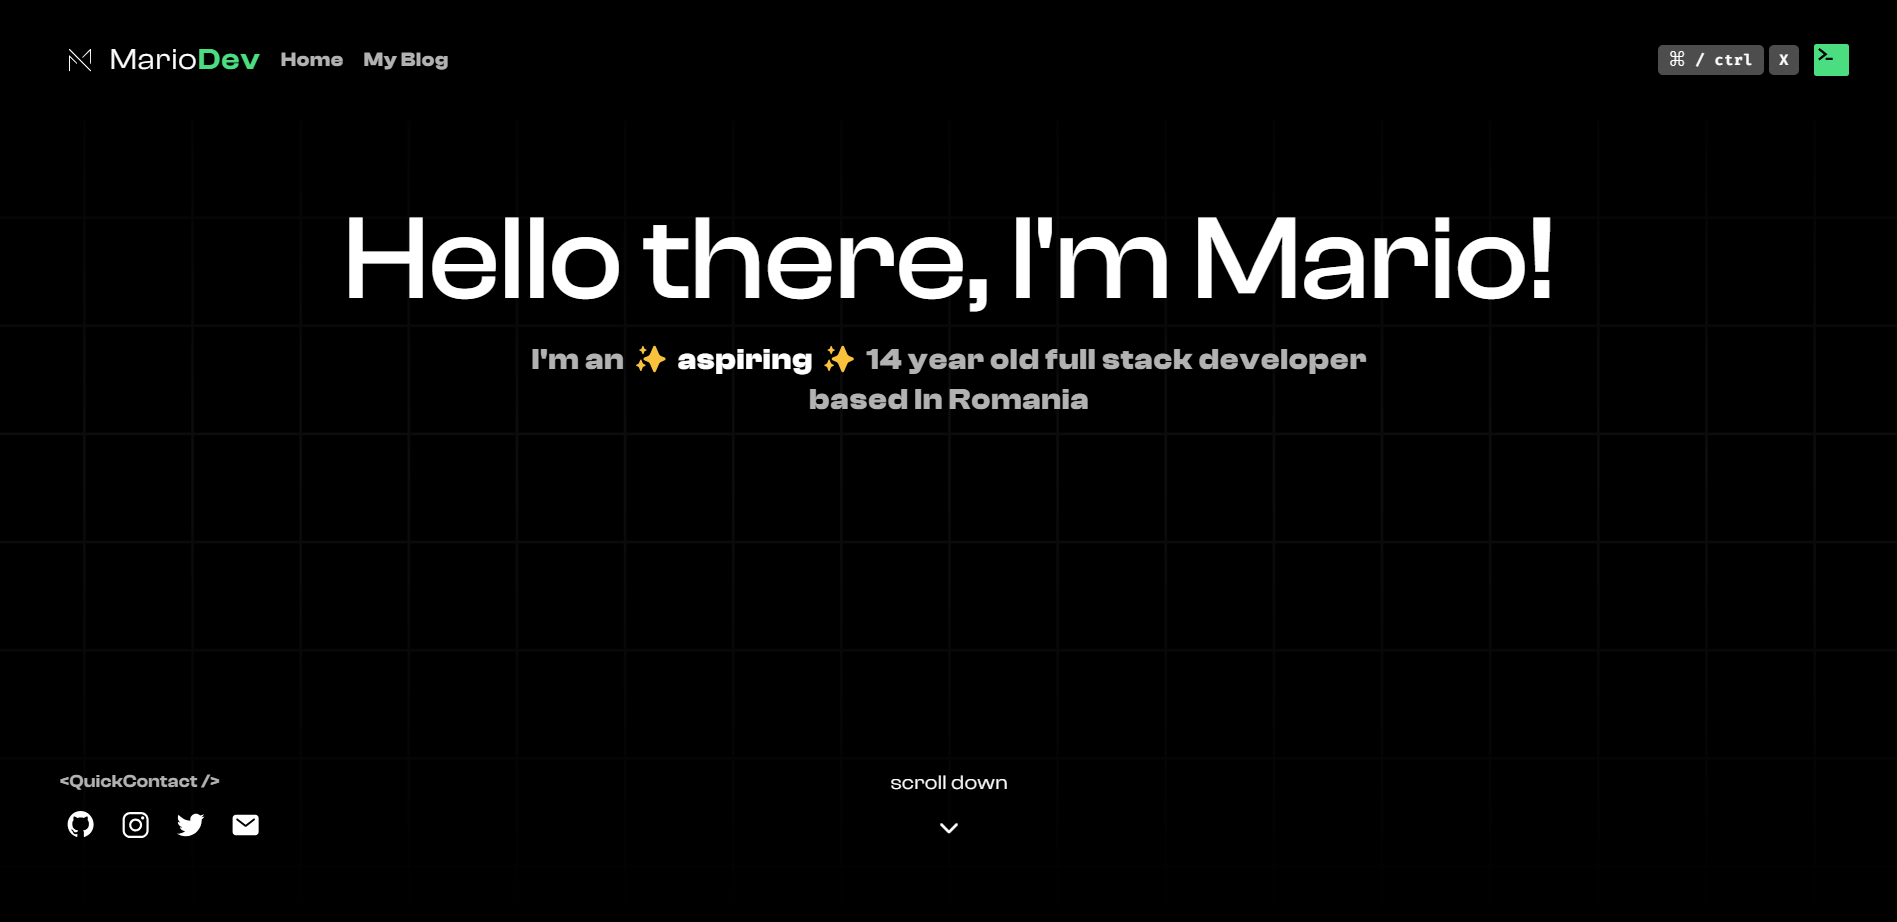 MarioDev Home My Blog ⌘ / ctrl X >_
Hello there, I'm Mario!
I'm an ✨ aspiring ✨ 14 year old full stack developer
based In Romania
<QuickContact />
scroll down